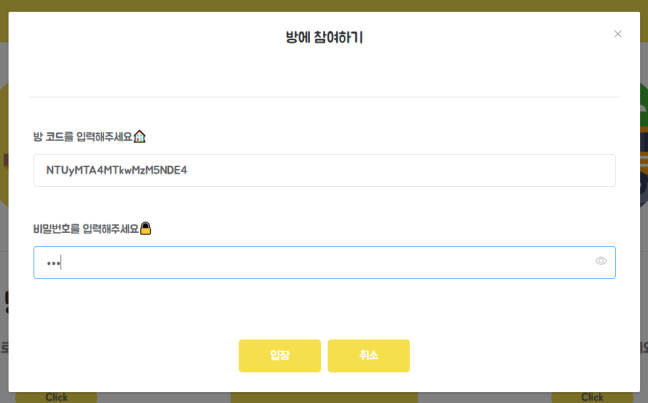 방에 참여하기
방 코드를 입력해주세요🏠
NTUyMTA4MTkwMzM5NDE4
비밀번호를 입력해주세요🔒
•••
입장 취소
Click Click